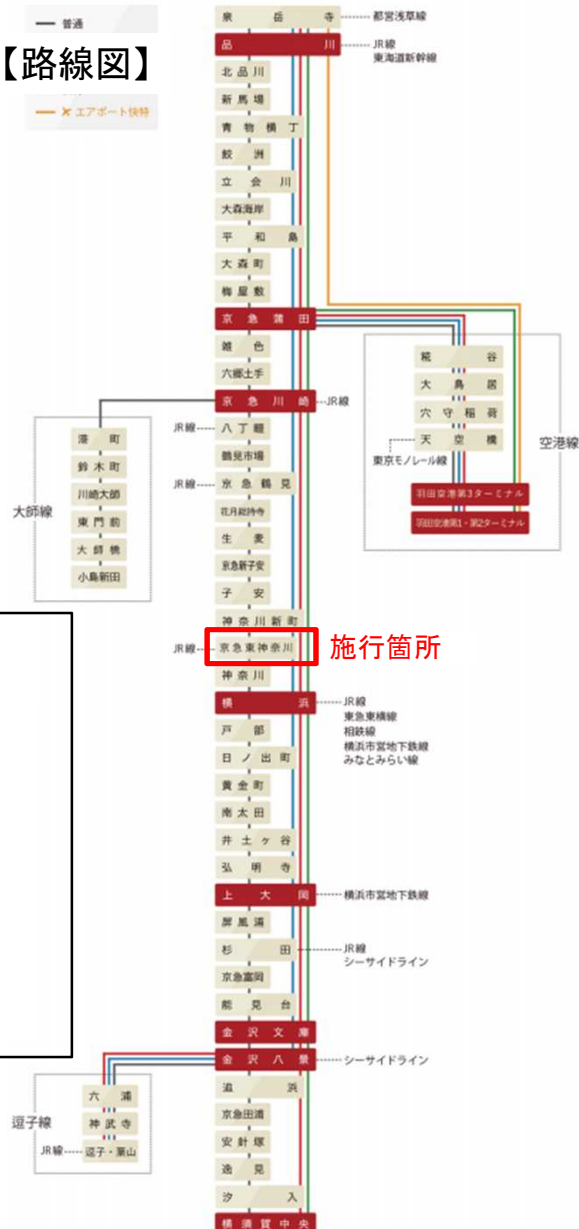 普通
【路線図】
エアポート快特
泉岳寺
都営浅草線
品川
JR線
東海道新幹線
北品川
新馬場
青物横丁
鮫洲
立会川
大森海岸
平和島
大森町
梅屋敷
京急蒲田
雑色
六郷土手
京急川崎
JR線
JR線
八丁畷
鶴見市場
JR線
京急鶴見
花月総持寺
生麦
京急新子安
子安
神奈川新町
JR線
京急東神奈川
施行箇所
神奈川
横浜
JR線
東急東横線
相鉄線
横浜市営地下鉄線
みなとみらい線
戸部
日ノ出町
黄金町
南太田
井土ヶ谷
弘明寺
上大岡
横浜市営地下鉄線
屏風浦
杉田
JR線
シーサイドライン
京急富岡
能見台
金沢文庫
金沢八景
シーサイドライン
追浜
京急田浦
安針塚
逸見
汐入
横須賀中央
糀谷
大鳥居
穴守稲荷
天空橋
東京モノレール線
空港線
羽田空港第3ターミナル
羽田空港第1・第2ターミナル
大師線
港町
鈴木町
川崎大師
東門前
大師橋
小島新田
逗子線
六浦
神武寺
JR線
逗子・葉山